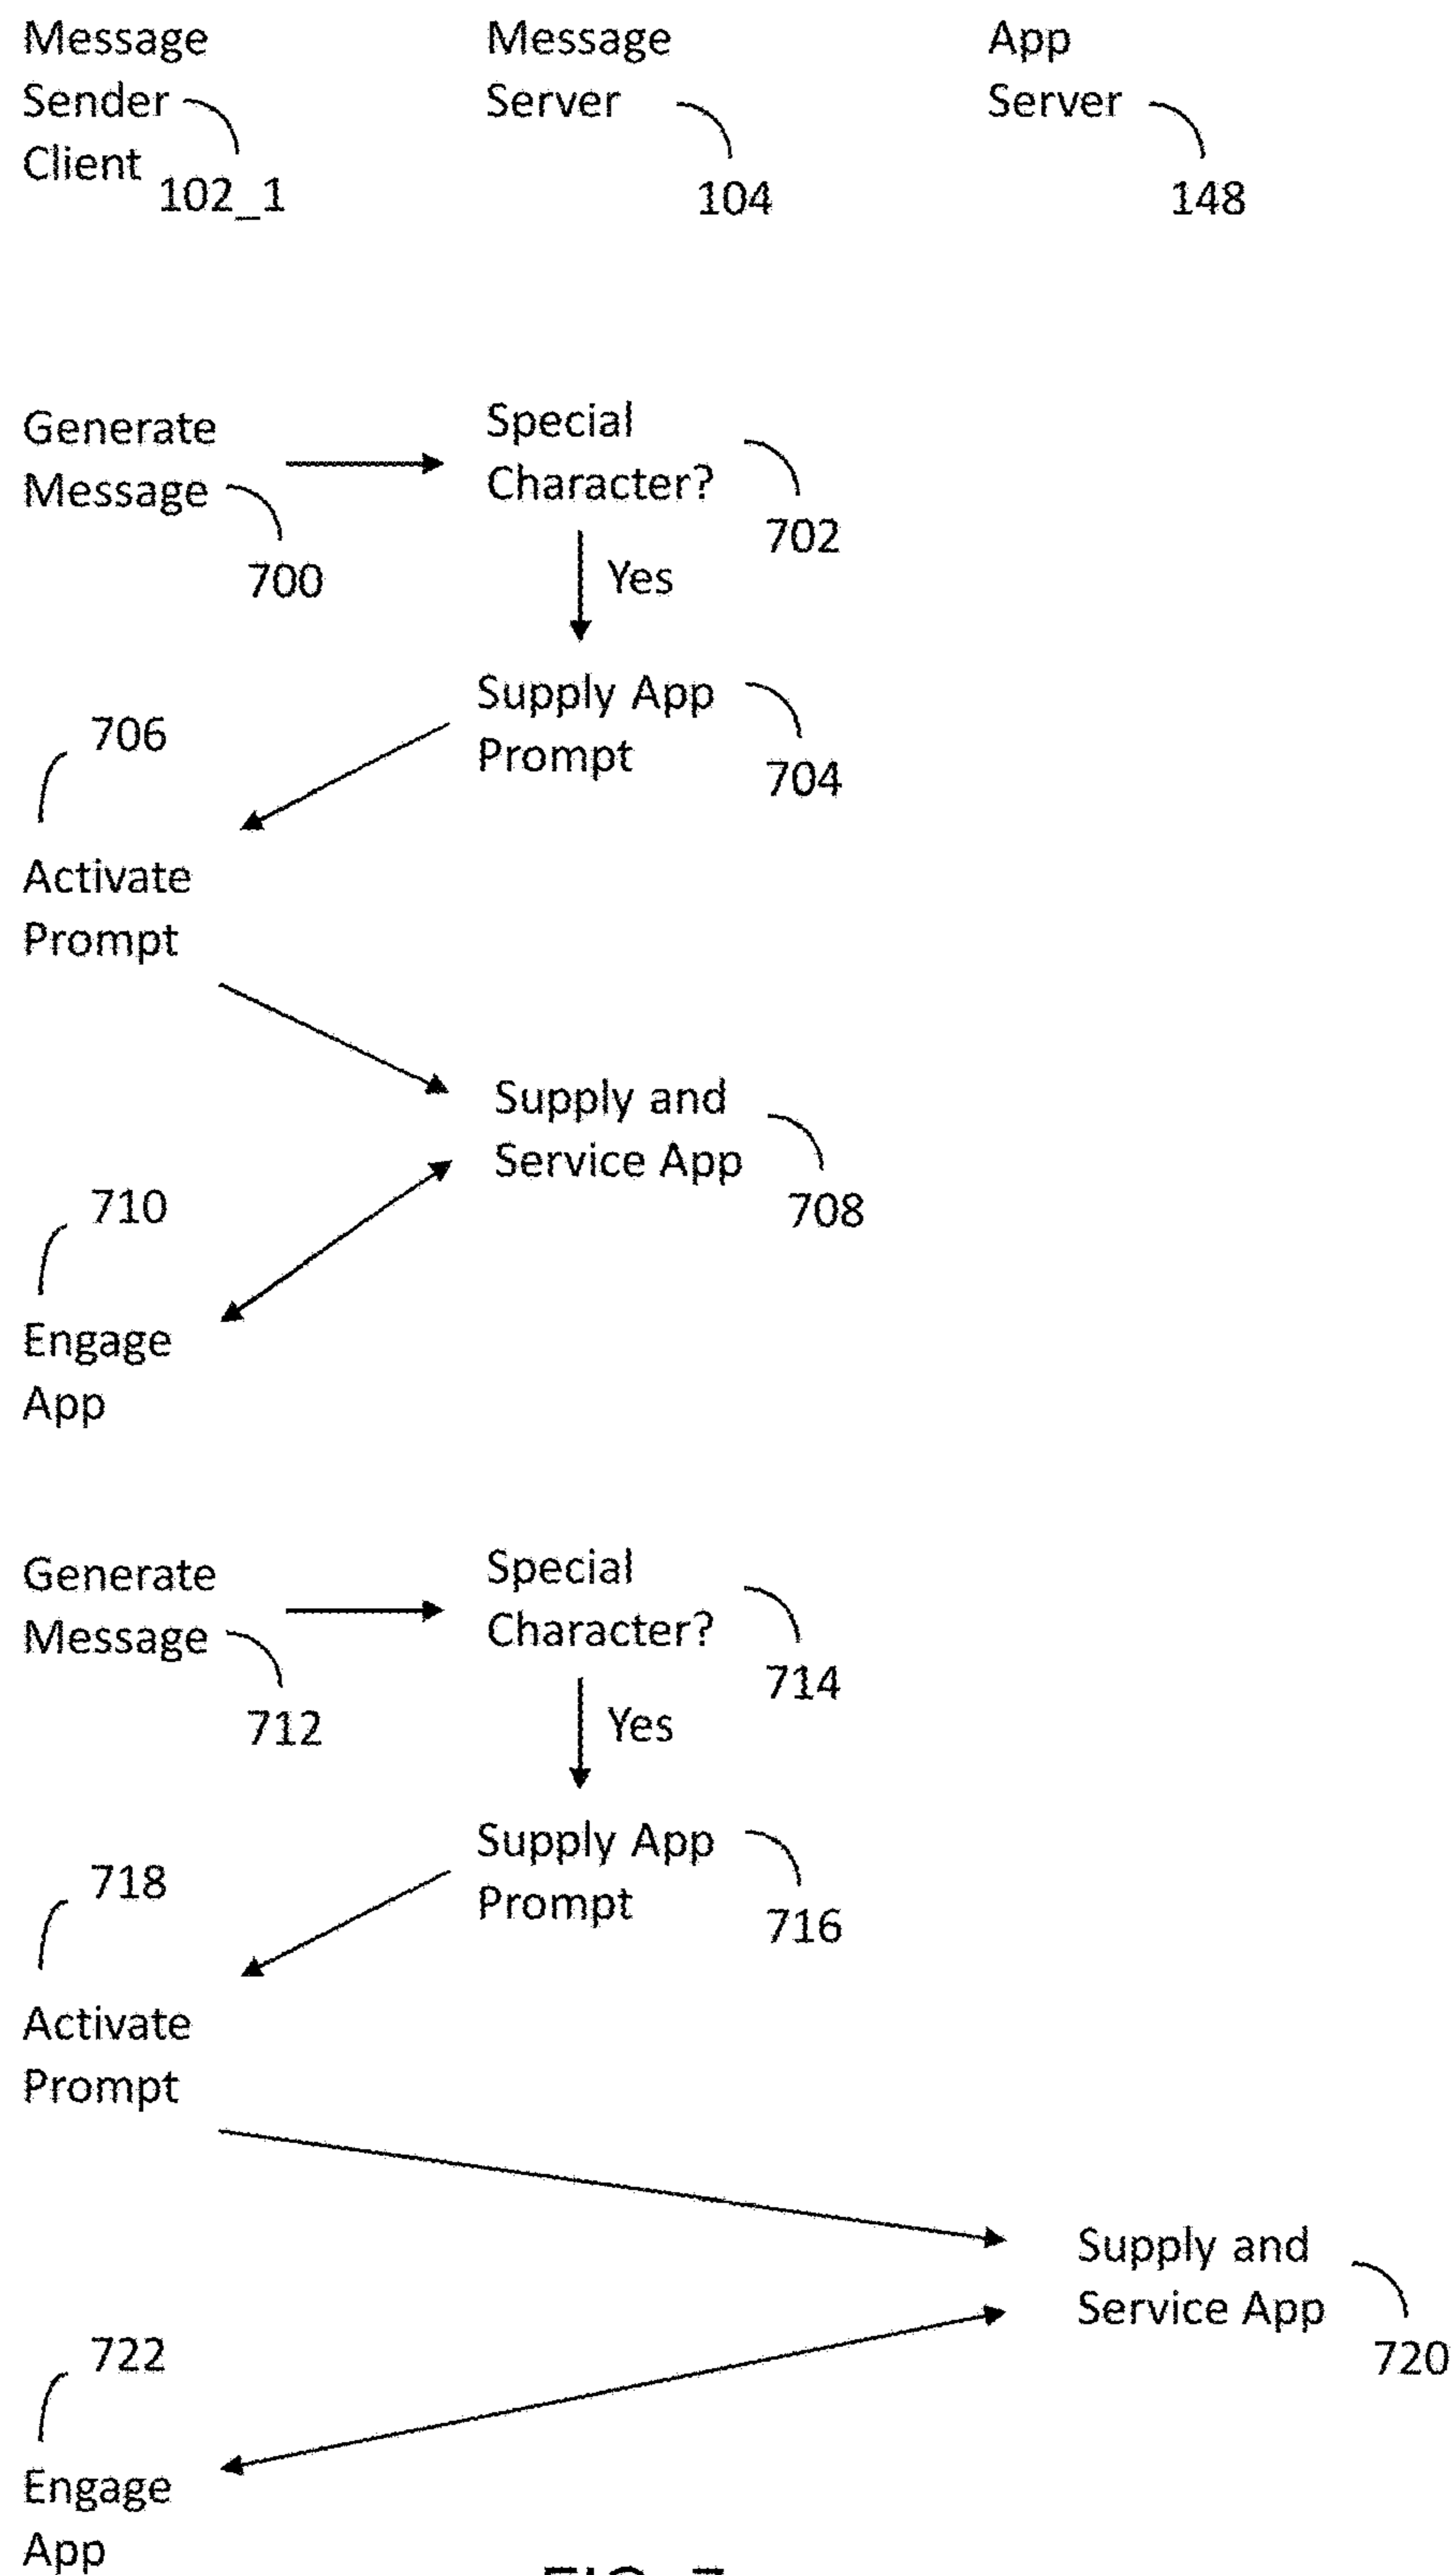 Message
Sender
Client
102_1
Message
Server
104
App
Server
148
Generate
Message
700
Special
Character?
702
Yes
Supply App
Prompt
704
706
Activate
Prompt
Supply and
Service App
708
710
Engage
App
Generate
Message
712
Special
Character?
714
Yes
Supply App
Prompt
716
718
Activate
Prompt
Supply and
Service App
720
722
Engage
App